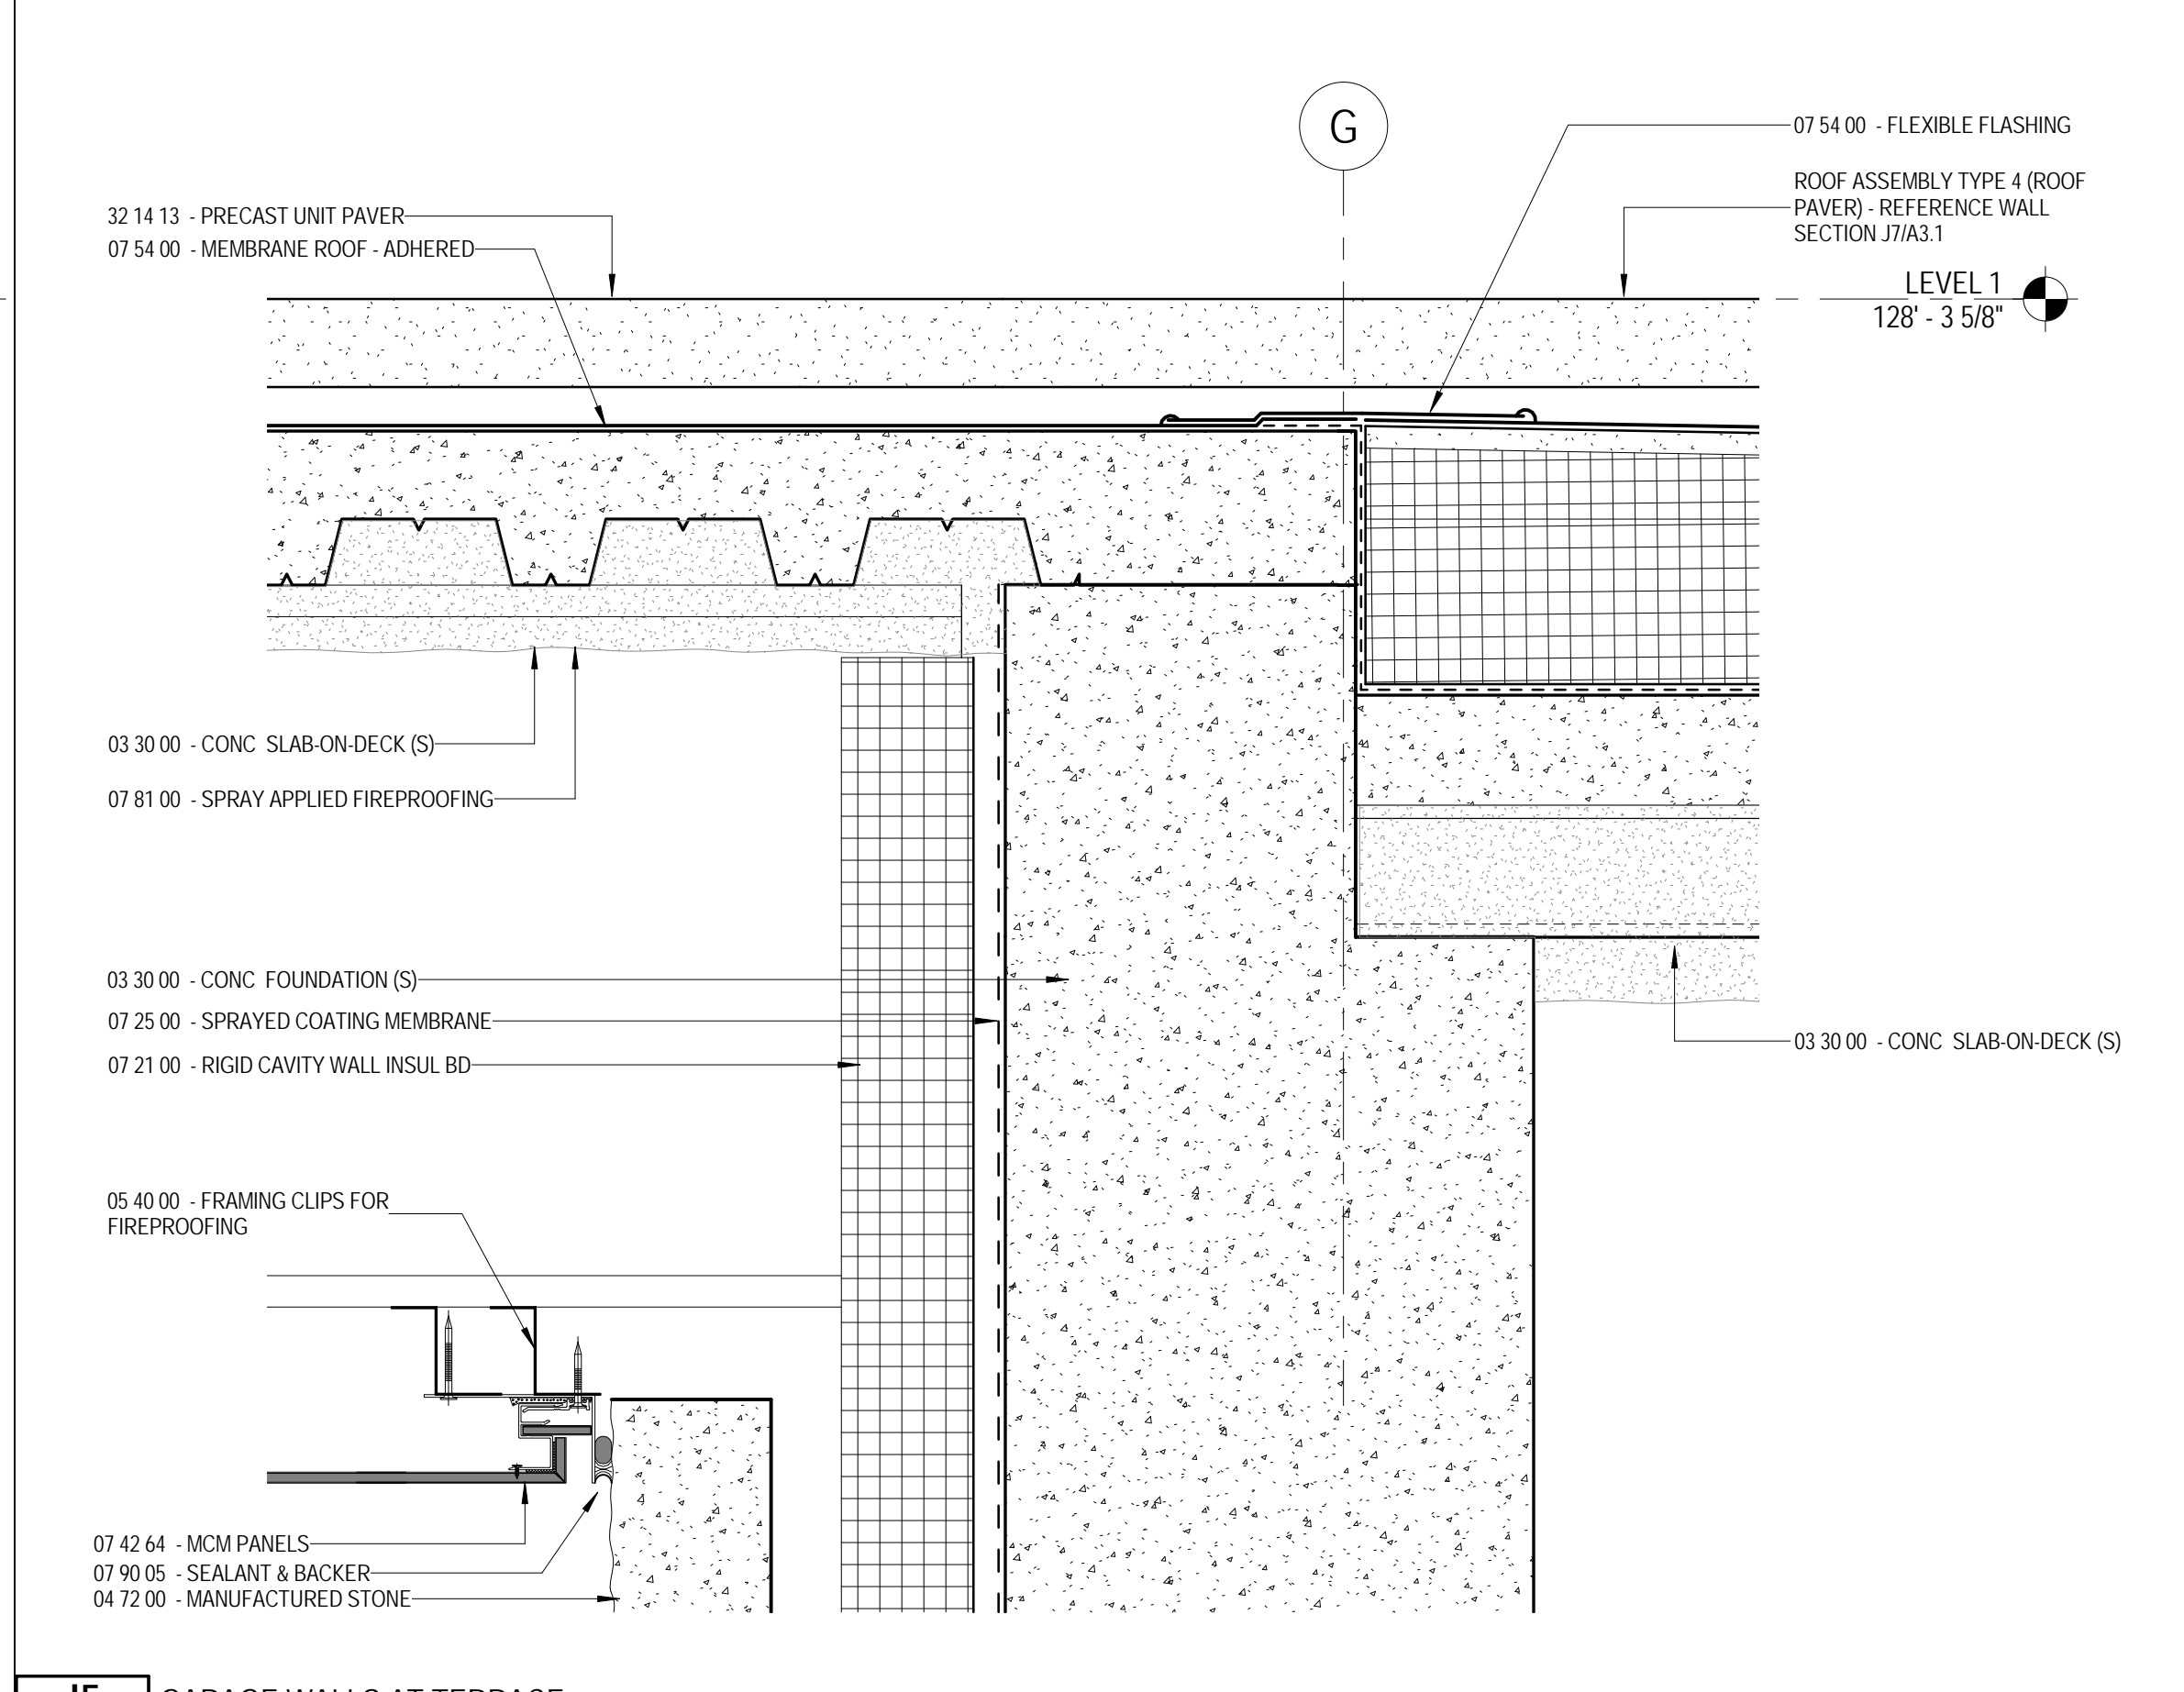 G
07 54 00 - FLEXIBLE FLASHING
ROOF ASSEMBLY TYPE 4 (ROOF
PAVER) - REFERENCE WALL
SECTION J7/A3.1
LEVEL 1
128' - 3 5/8"
32 14 13 - PRECAST UNIT PAVER
07 54 00 - MEMBRANE ROOF - ADHERED
03 30 00 - CONC SLAB-ON-DECK (S)
07 81 00 - SPRAY APPLIED FIREPROOFING
03 30 00 - CONC FOUNDATION (S)
07 25 00 - SPRAYED COATING MEMBRANE
07 21 00 - RIGID CAVITY WALL INSUL BD
03 30 00 - CONC SLAB-ON-DECK (S)
05 40 00 - FRAMING CLIPS FOR
FIREPROOFING
07 42 64 - MCM PANELS
07 90 05 - SEALANT & BACKER
04 72 00 - MANUFACTURED STONE
GARAGE WALLS AT TERRACE